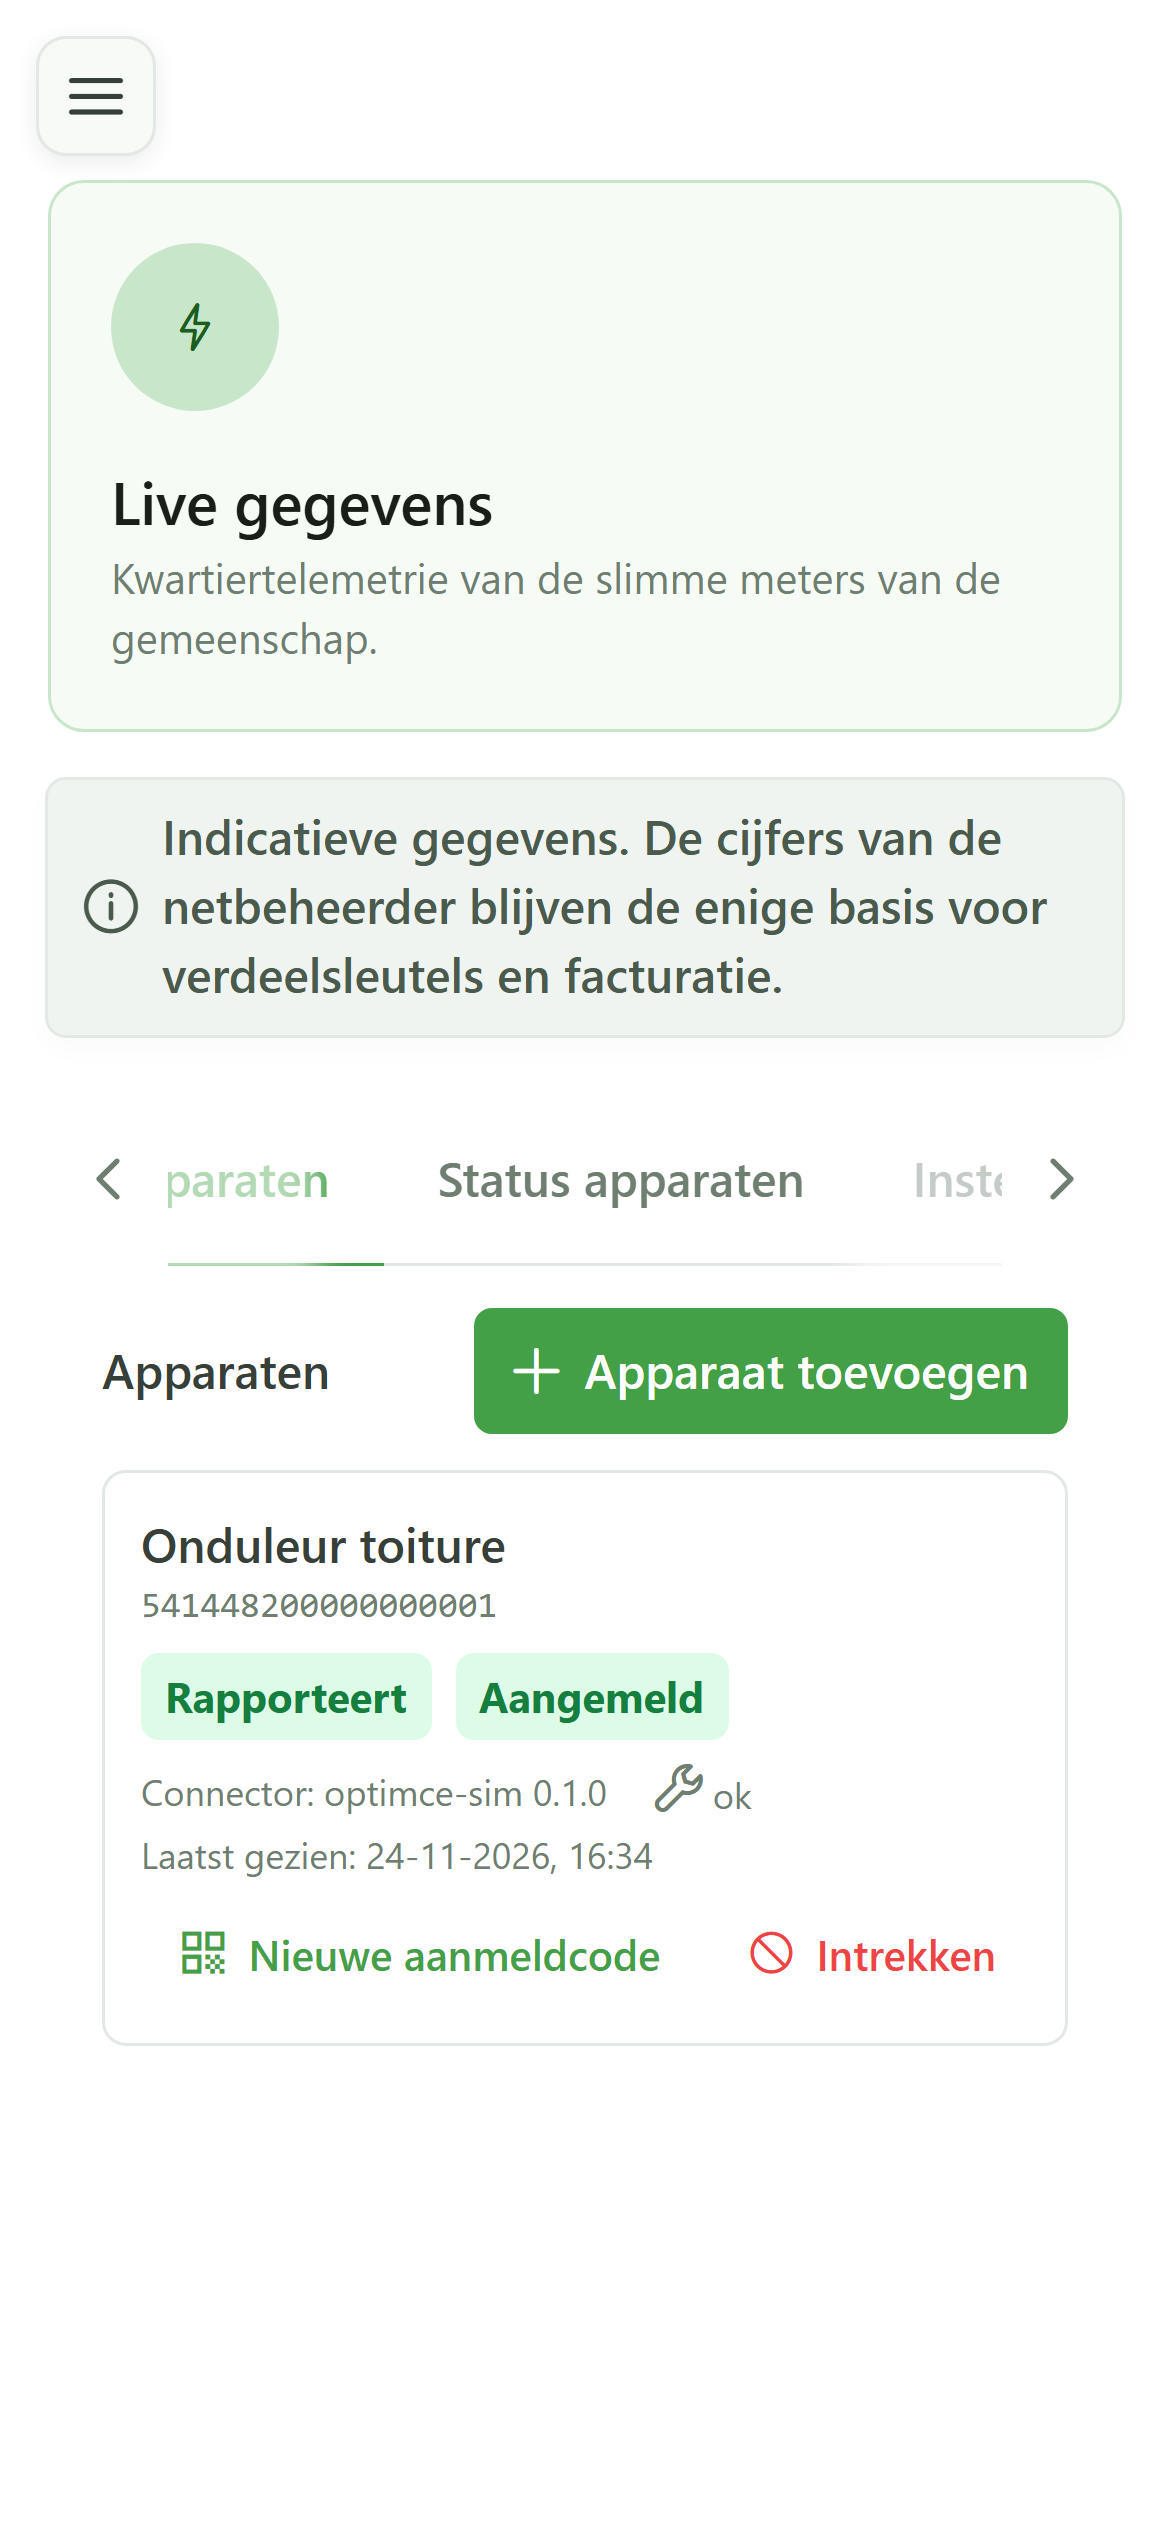 Live gegevens
Kwartiertelemetrie van de slimme meters van de
gemeenschap.
Indicatieve gegevens. De cijfers van de
netbeheerder blijven de enige basis voor
verdeelsleutels en facturatie.
paraten Status apparaten Inste
Apparaten
Apparaat toevoegen
Onduleur toiture
541448200000000001
Rapporteert Aangemeld
Connector: optimce-sim 0.1.0 ok
Laatst gezien: 24-11-2026, 16:34
Nieuwe aanmeldcode Intrekken